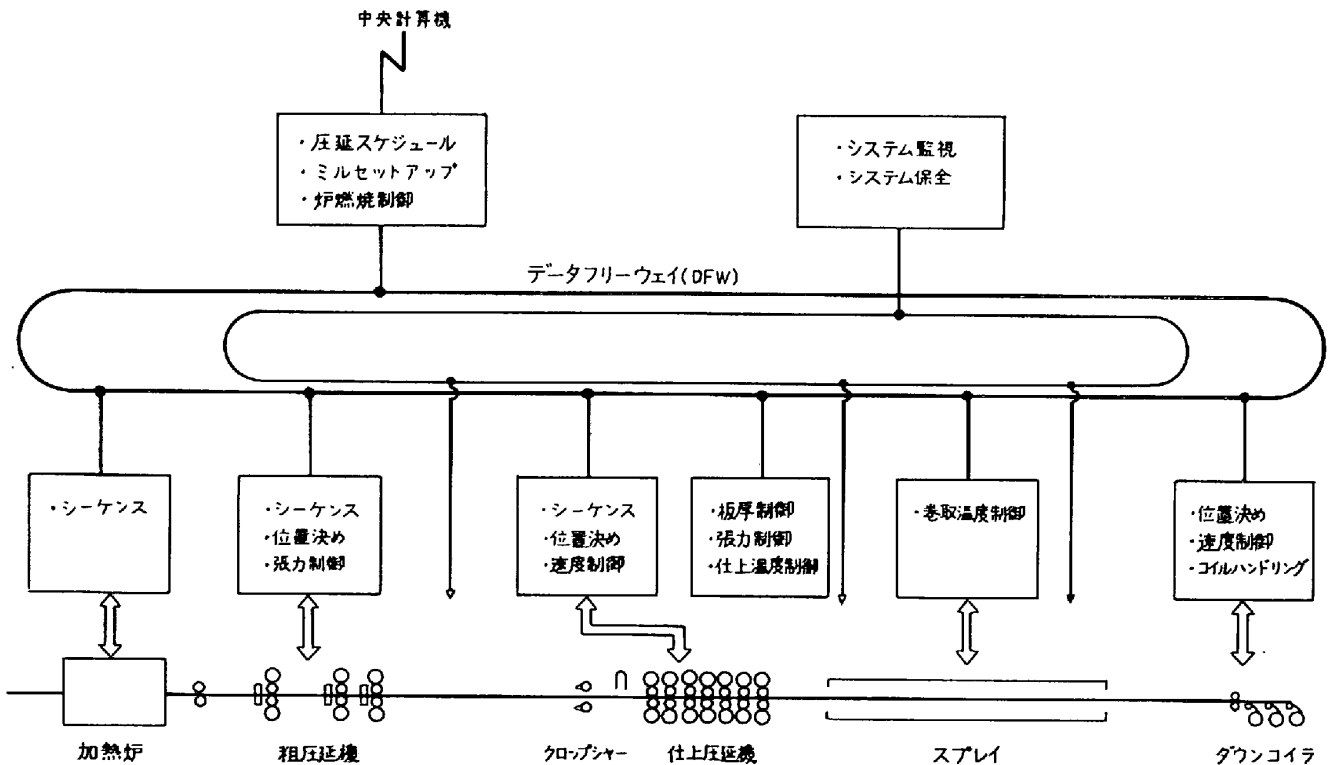 中央計算機
・圧延スケジュール
・ミルセットアップ
・炉燃焼制御
・システム監視
・システム保全
データフリーウェイ(DFW)
・シーケンス
・シーケンス
・位置決め
・張力制御
・シーケンス
・位置決め
・速度制御
・板厚制御
・張力制御
・仕上温度制御
・巻取温度制御
・位置決め
・速度制御
・コイルハンドリング
加熱炉
粗圧延機
クロップシャー
仕上圧延機
スプレイ
ダウンコイラ